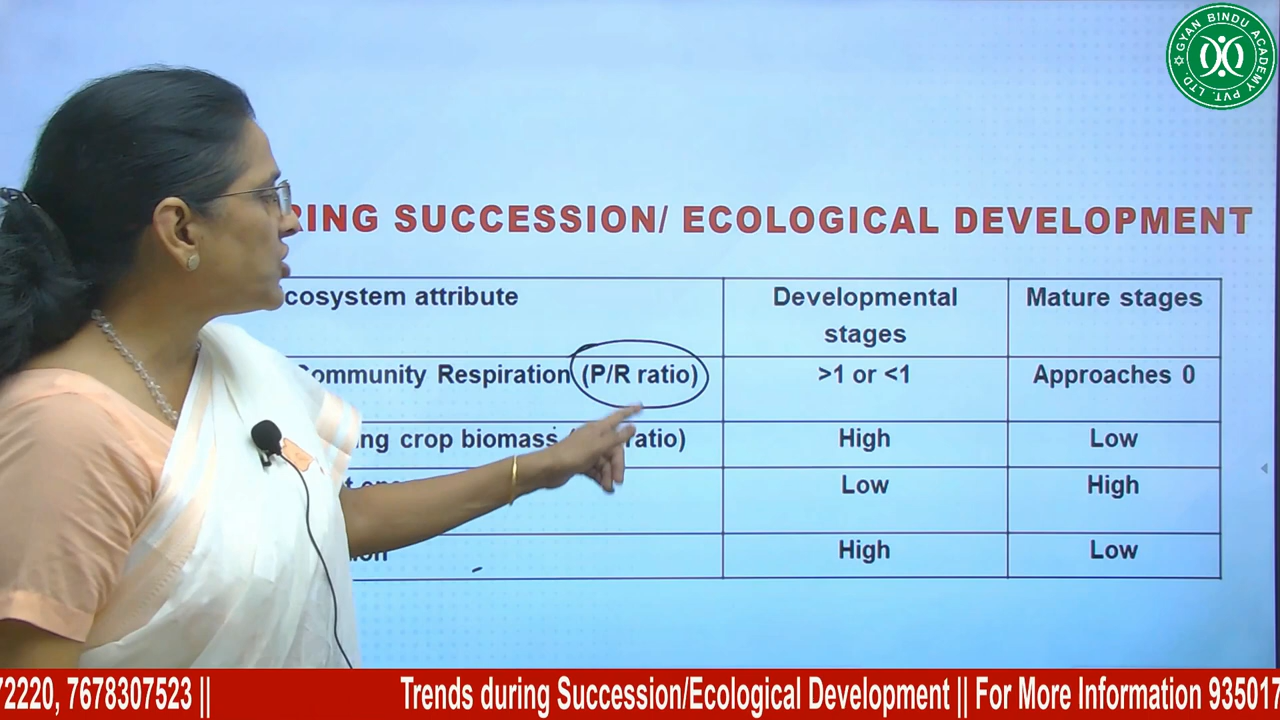 GYAN BINDU ACADEMY PVT. LTD.
RING SUCCESSION/ ECOLOGICAL DEVELOPMENT
cosystem attribute
Developmental stages
Mature stages
Community Respiration (P/R ratio)
>1 or <1
Approaches 0
ng crop biomass ratio)
High
Low
Low
High
High
Low
72220, 7678307523 || Trends during Succession/Ecological Development || For More Information 935017